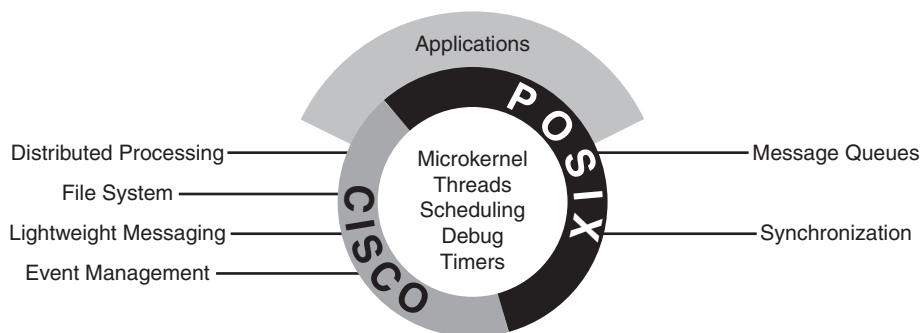 Applications
POSIX
Distributed Processing
File System
Lightweight Messaging
Event Management
CISCO
Microkernel
Threads
Scheduling
Debug
Timers
Message Queues
Synchronization